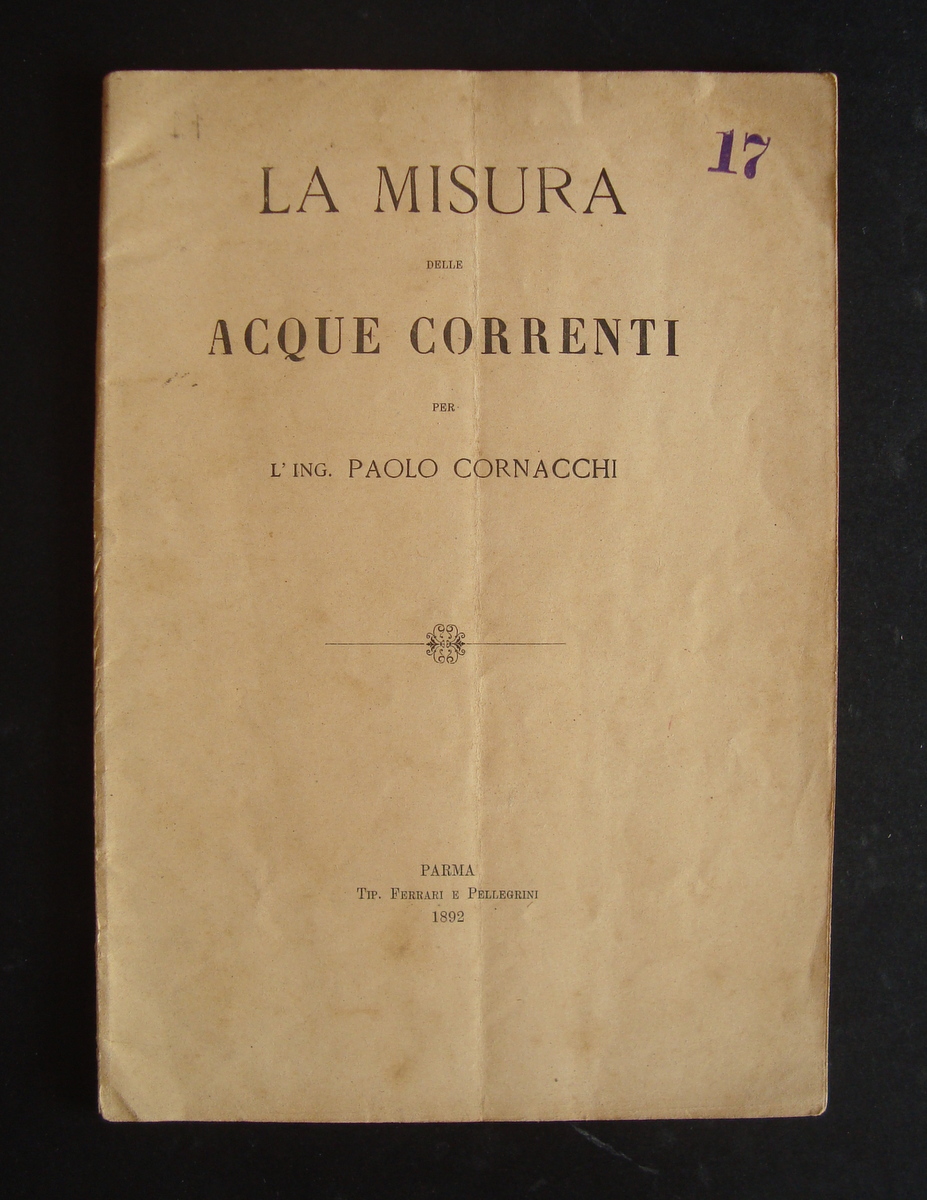 17
LA MISURA
DELLE
ACQUE CORRENTI
PER
L' ING. PAOLO CORNACCHI
PARMA
TIP. FERRARI E PELLEGRINI
1892